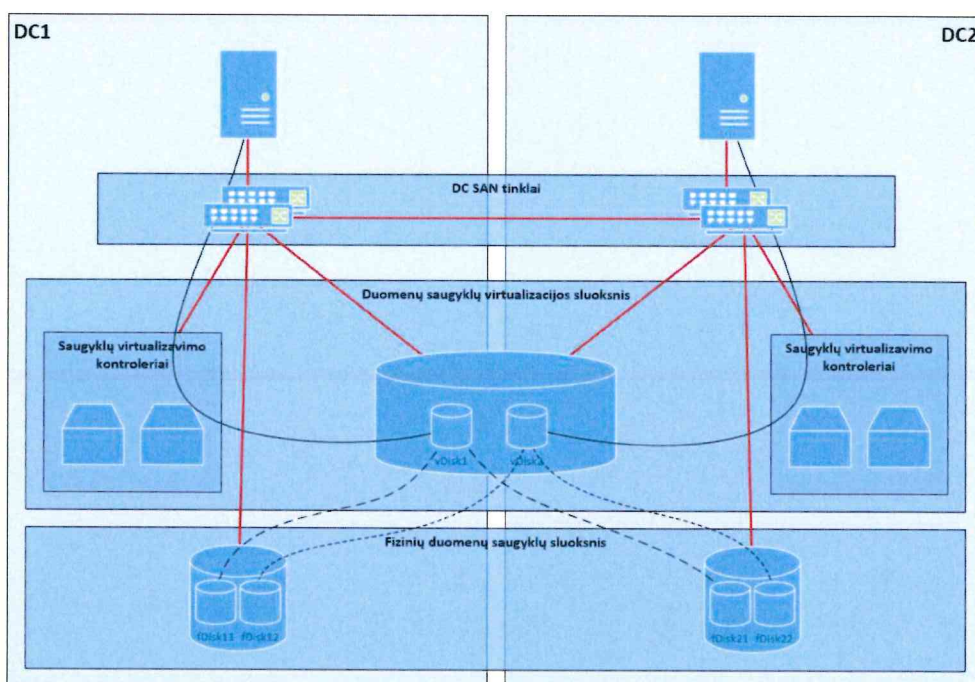 DC1
DC2
DC SAN tinklai
Duomenų saugyklų virtualizacijos sluoksnis
Saugyklų virtualizavimo
kontroleriai
Saugyklų virtualizavimo
kontroleriai
vDisk1
vDisk2
Fizinių duomenų saugyklų sluoksnis
fDisk11
fDisk12
fDisk21
fDisk22